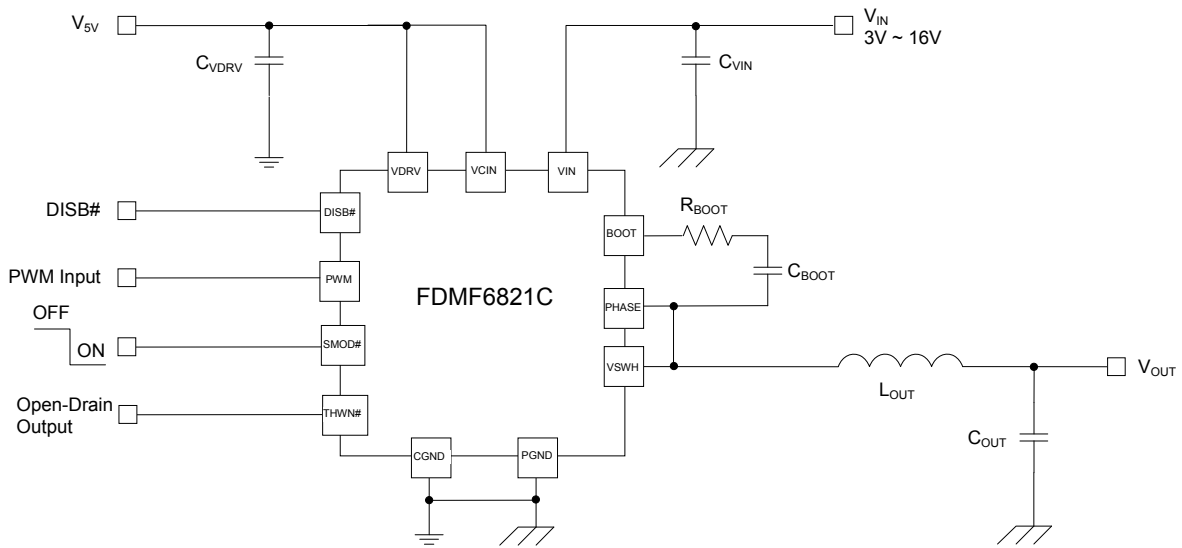 V5V
VIN
3V ~ 16V
CVDRV
CVIN
VDRV
VCIN
VIN
DISB#
DISB#
BOOT
RBOOT
PWM Input
PWM
CBOOT
FDMF6821C
PHASE
OFF
ON
SMOD#
VSWH
VOUT
LOUT
Open-Drain
Output
THWN#
COUT
CGND
PGND